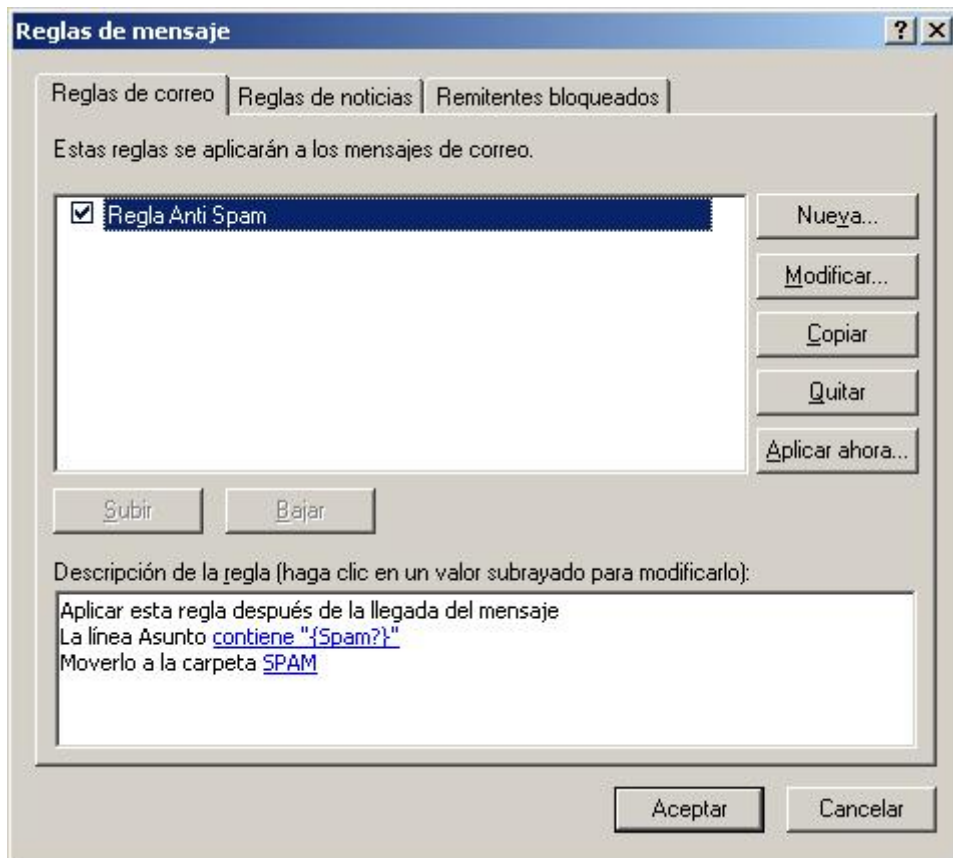 Reglas de mensaje
Reglas de correo Reglas de noticias Remitentes bloqueados
Estas reglas se aplicarán a los mensajes de correo.
Regla Anti Spam
Nueva...
Modificar...
Copiar
Quitar
Aplicar ahora...
Subir Bajar
Descripción de la regla (haga clic en un valor subrayado para modificarlo):
Aplicar esta regla después de la llegada del mensaje
La línea Asunto contiene "{Spam?}"
Moverlo a la carpeta SPAM
Aceptar Cancelar